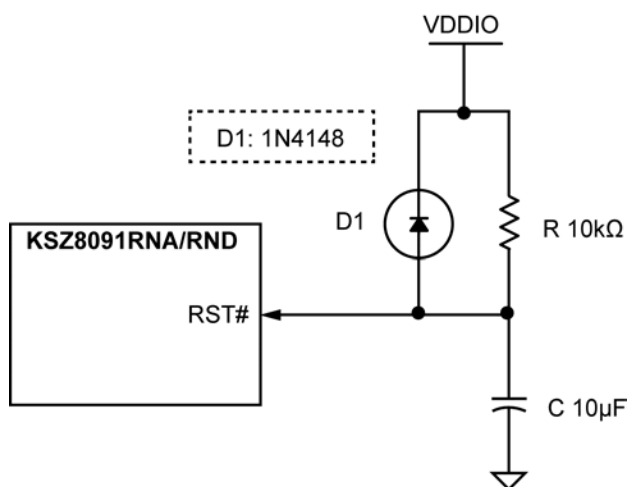 VDDIO
D1: 1N4148
D1
R 10kΩ
KSZ8091RNA/RND
RST#
C 10µF